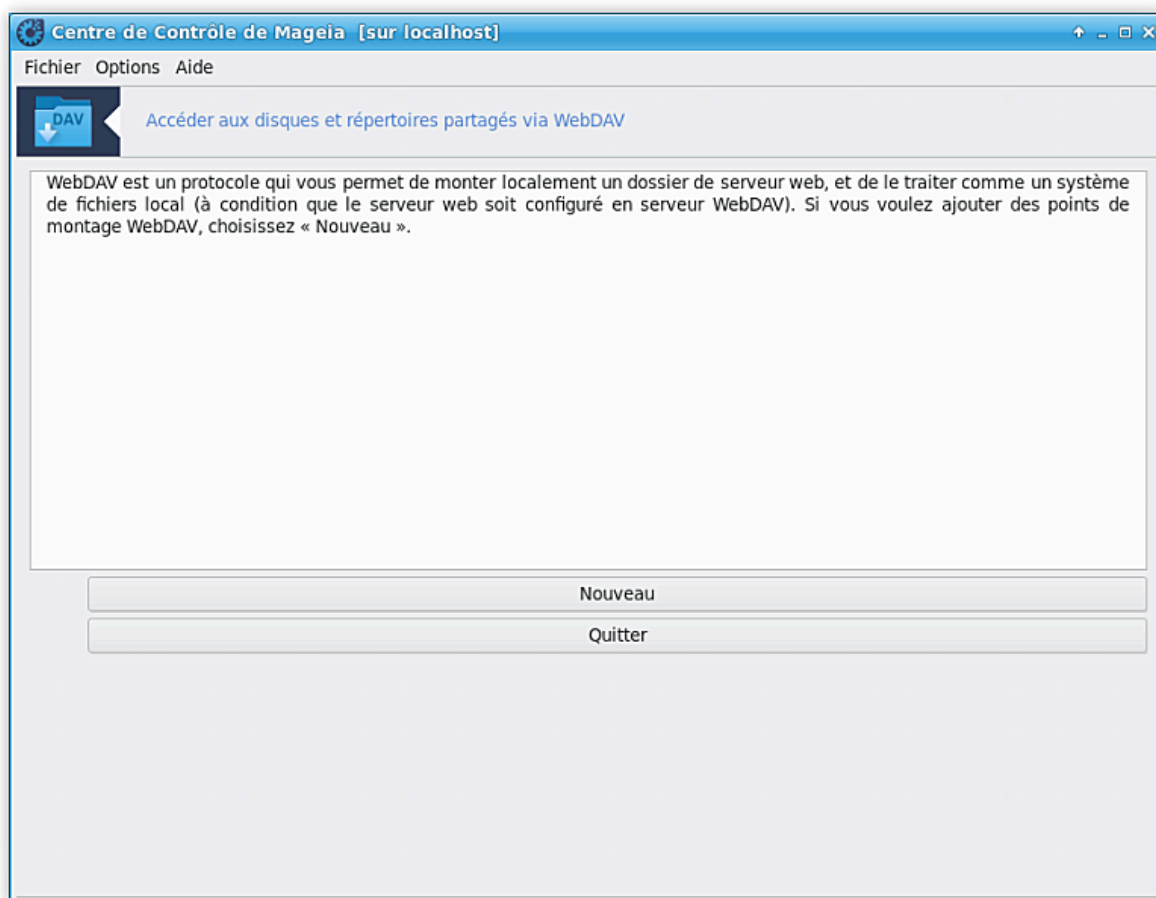 Centre de Contrôle de Mageia [sur localhost]
Fichier Options Aide
DAV
Accéder aux disques et répertoires partagés via WebDAV
WebDAV est un protocole qui vous permet de monter localement un dossier de serveur web, et de le traiter comme un système
de fichiers local (à condition que le serveur web soit configuré en serveur WebDAV). Si vous voulez ajouter des points de
montage WebDAV, choisissez « Nouveau ».
Nouveau
Quitter